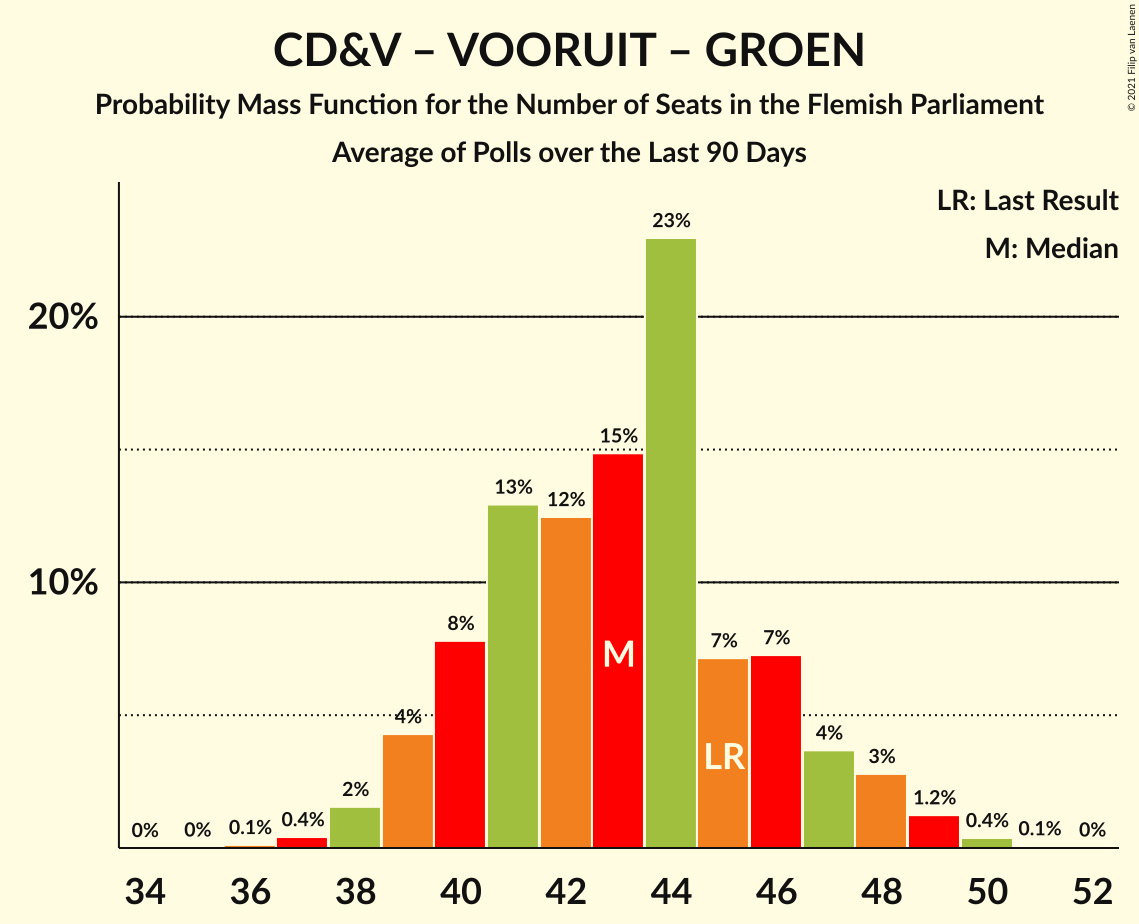 CD&V – VOORUIT – GROEN
Probability Mass Function for the Number of Seats in the Flemish Parliament
Average of Polls over the Last 90 Days
© 2021 Filip van Laenen
LR: Last Result
M: Median
23%
20%
15%
13%
12%
10%
8%
M
7%
7%
4%
LR
4%
3%
2%
1.2%
0.4%
0.4%
0.1%
0.1%
0%
0%
0%
34 36 38 40 42 44 46 48 50 52